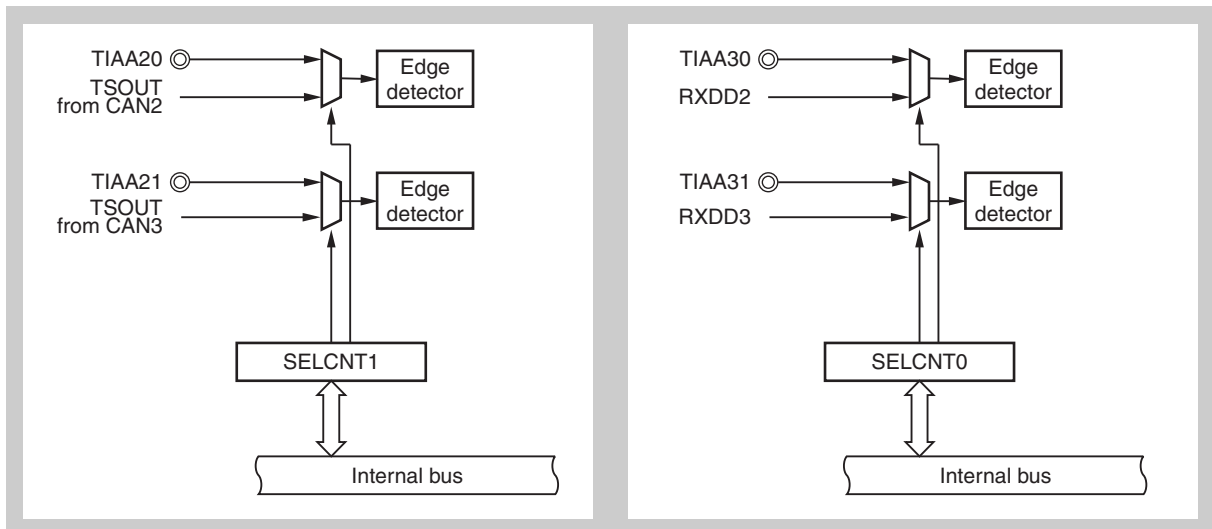 TIAA20
TSOUT
from CAN2
Edge
detector
TIAA21
TSOUT
from CAN3
Edge
detector
SELCNT1
Internal bus
TIAA30
RXDD2
Edge
detector
TIAA31
RXDD3
Edge
detector
SELCNT0
Internal bus